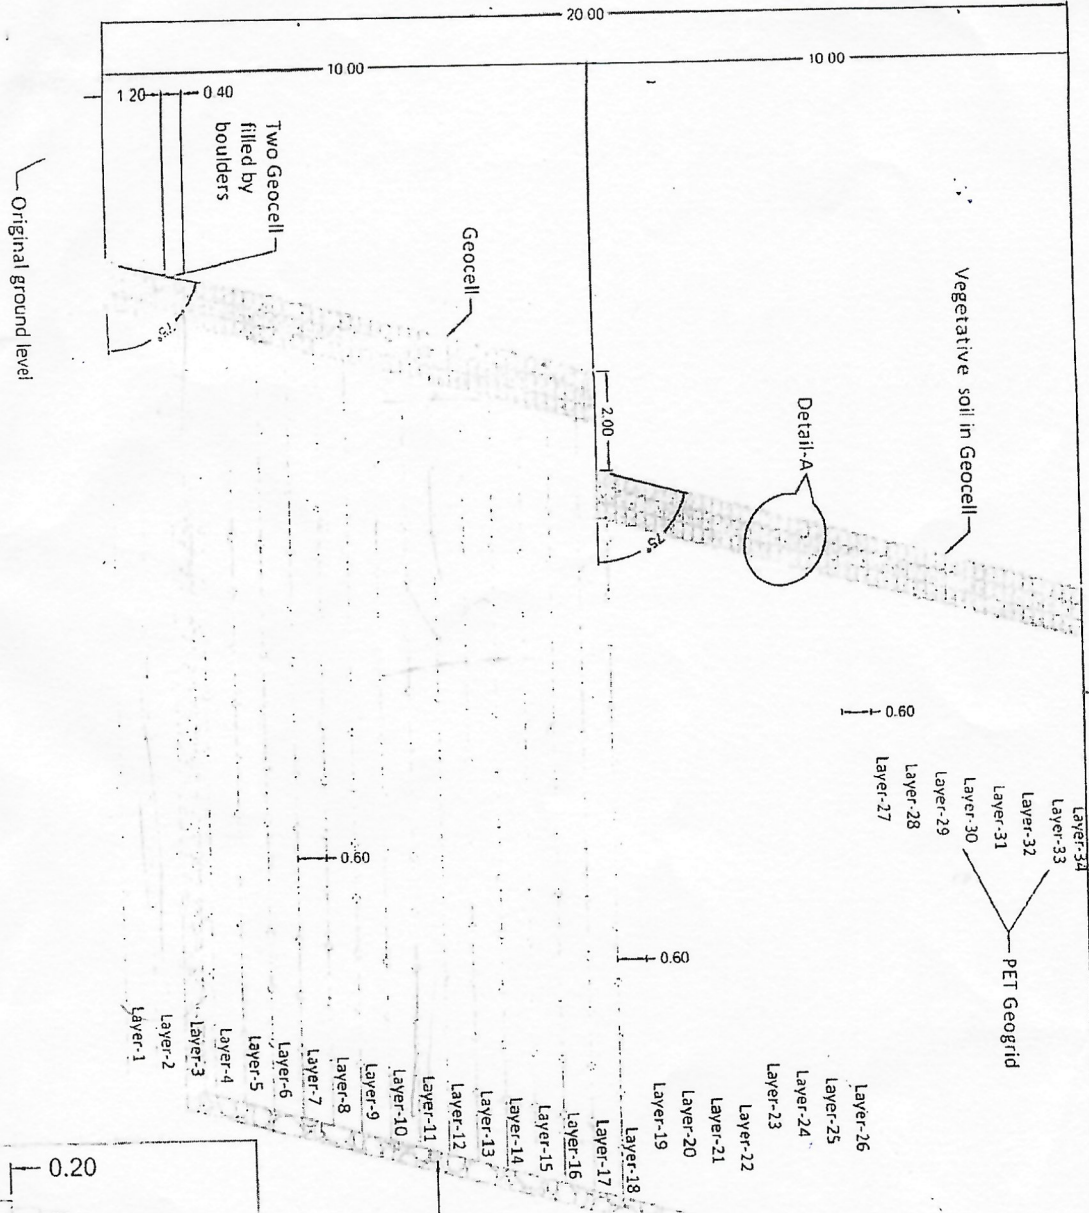 20.00
10.00
10 00
1 20
0 40
Two Geocell
filled by
boulders
Original ground level
75°
Geocell
2.00
Detail-A
75°
Vegetative soil in Geocell
0.60
0.60
0.60
PET Geogrid
Layer-34
Layer-33
Layer-32
Layer-31
Layer-30
Layer-29
Layer-28
Layer-27
Layer-26
Layer-25
Layer-24
Layer-23
Layer-22
Layer-21
Layer-20
Layer-19
Layer-18
Layer-17
Layer-16
Layer-15
Layer-14
Layer-13
Layer-12
Layer-11
Layer-10
Layer-9
Layer-8
Layer-7
Layer-6
Layer-5
Layer-4
Layer-3
Layer-2
Layer-1
0.20